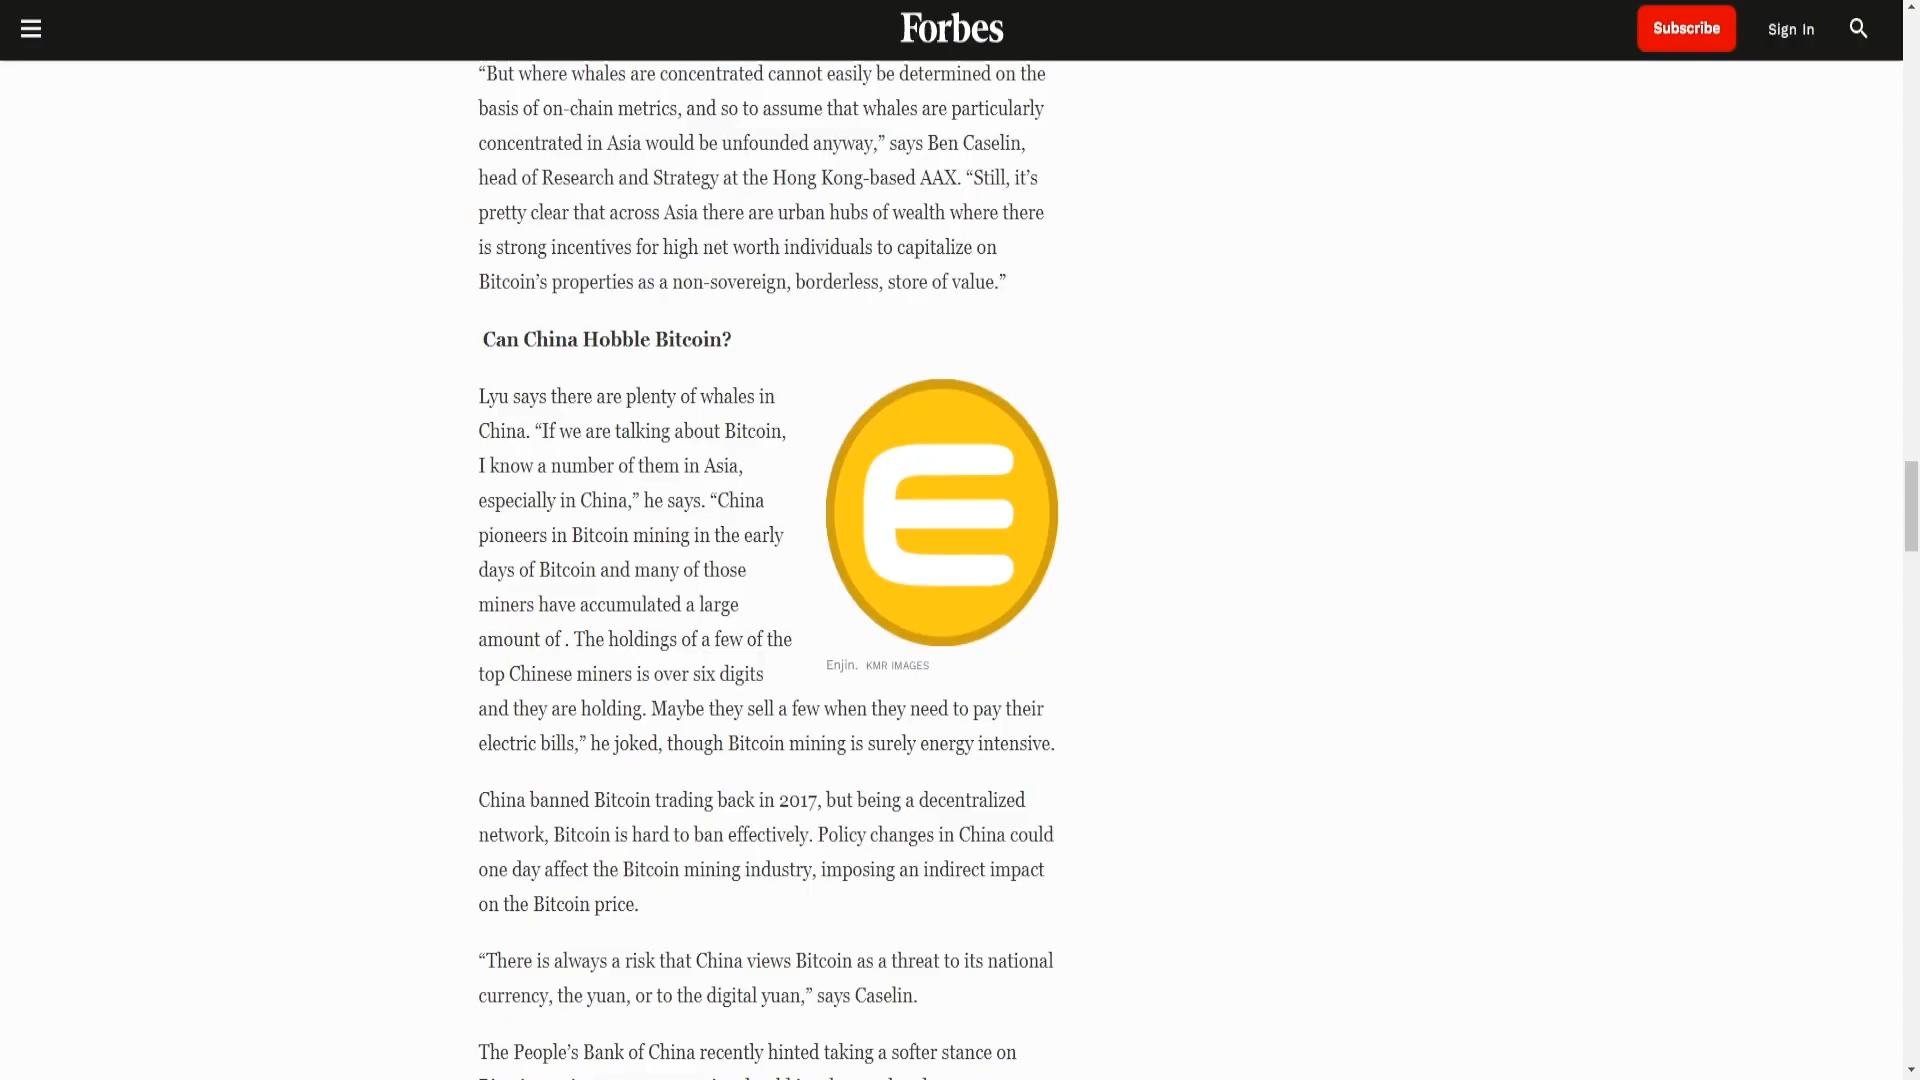 Forbes
Subscribe
Sign In
“But where whales are concentrated cannot easily be determined on the
basis of on-chain metrics, and so to assume that whales are particularly
concentrated in Asia would be unfounded anyway,” says Ben Caselin,
head of Research and Strategy at the Hong Kong-based AAX. “Still, it’s
pretty clear that across Asia there are urban hubs of wealth where there
is strong incentives for high net worth individuals to capitalize on
Bitcoin’s properties as a non-sovereign, borderless, store of value.”
Can China Hobble Bitcoin?
Lyu says there are plenty of whales in
China. “If we are talking about Bitcoin,
I know a number of them in Asia,
especially in China,” he says. “China
pioneers in Bitcoin mining in the early
days of Bitcoin and many of those
miners have accumulated a large
amount of . The holdings of a few of the
top Chinese miners is over six digits
and they are holding. Maybe they sell a few when they need to pay their
electric bills,” he joked, though Bitcoin mining is surely energy intensive.
Enjin. KMR IMAGES
China banned Bitcoin trading back in 2017, but being a decentralized
network, Bitcoin is hard to ban effectively. Policy changes in China could
one day affect the Bitcoin mining industry, imposing an indirect impact
on the Bitcoin price.
“There is always a risk that China views Bitcoin as a threat to its national
currency, the yuan, or to the digital yuan,” says Caselin.
The People’s Bank of China recently hinted taking a softer stance on